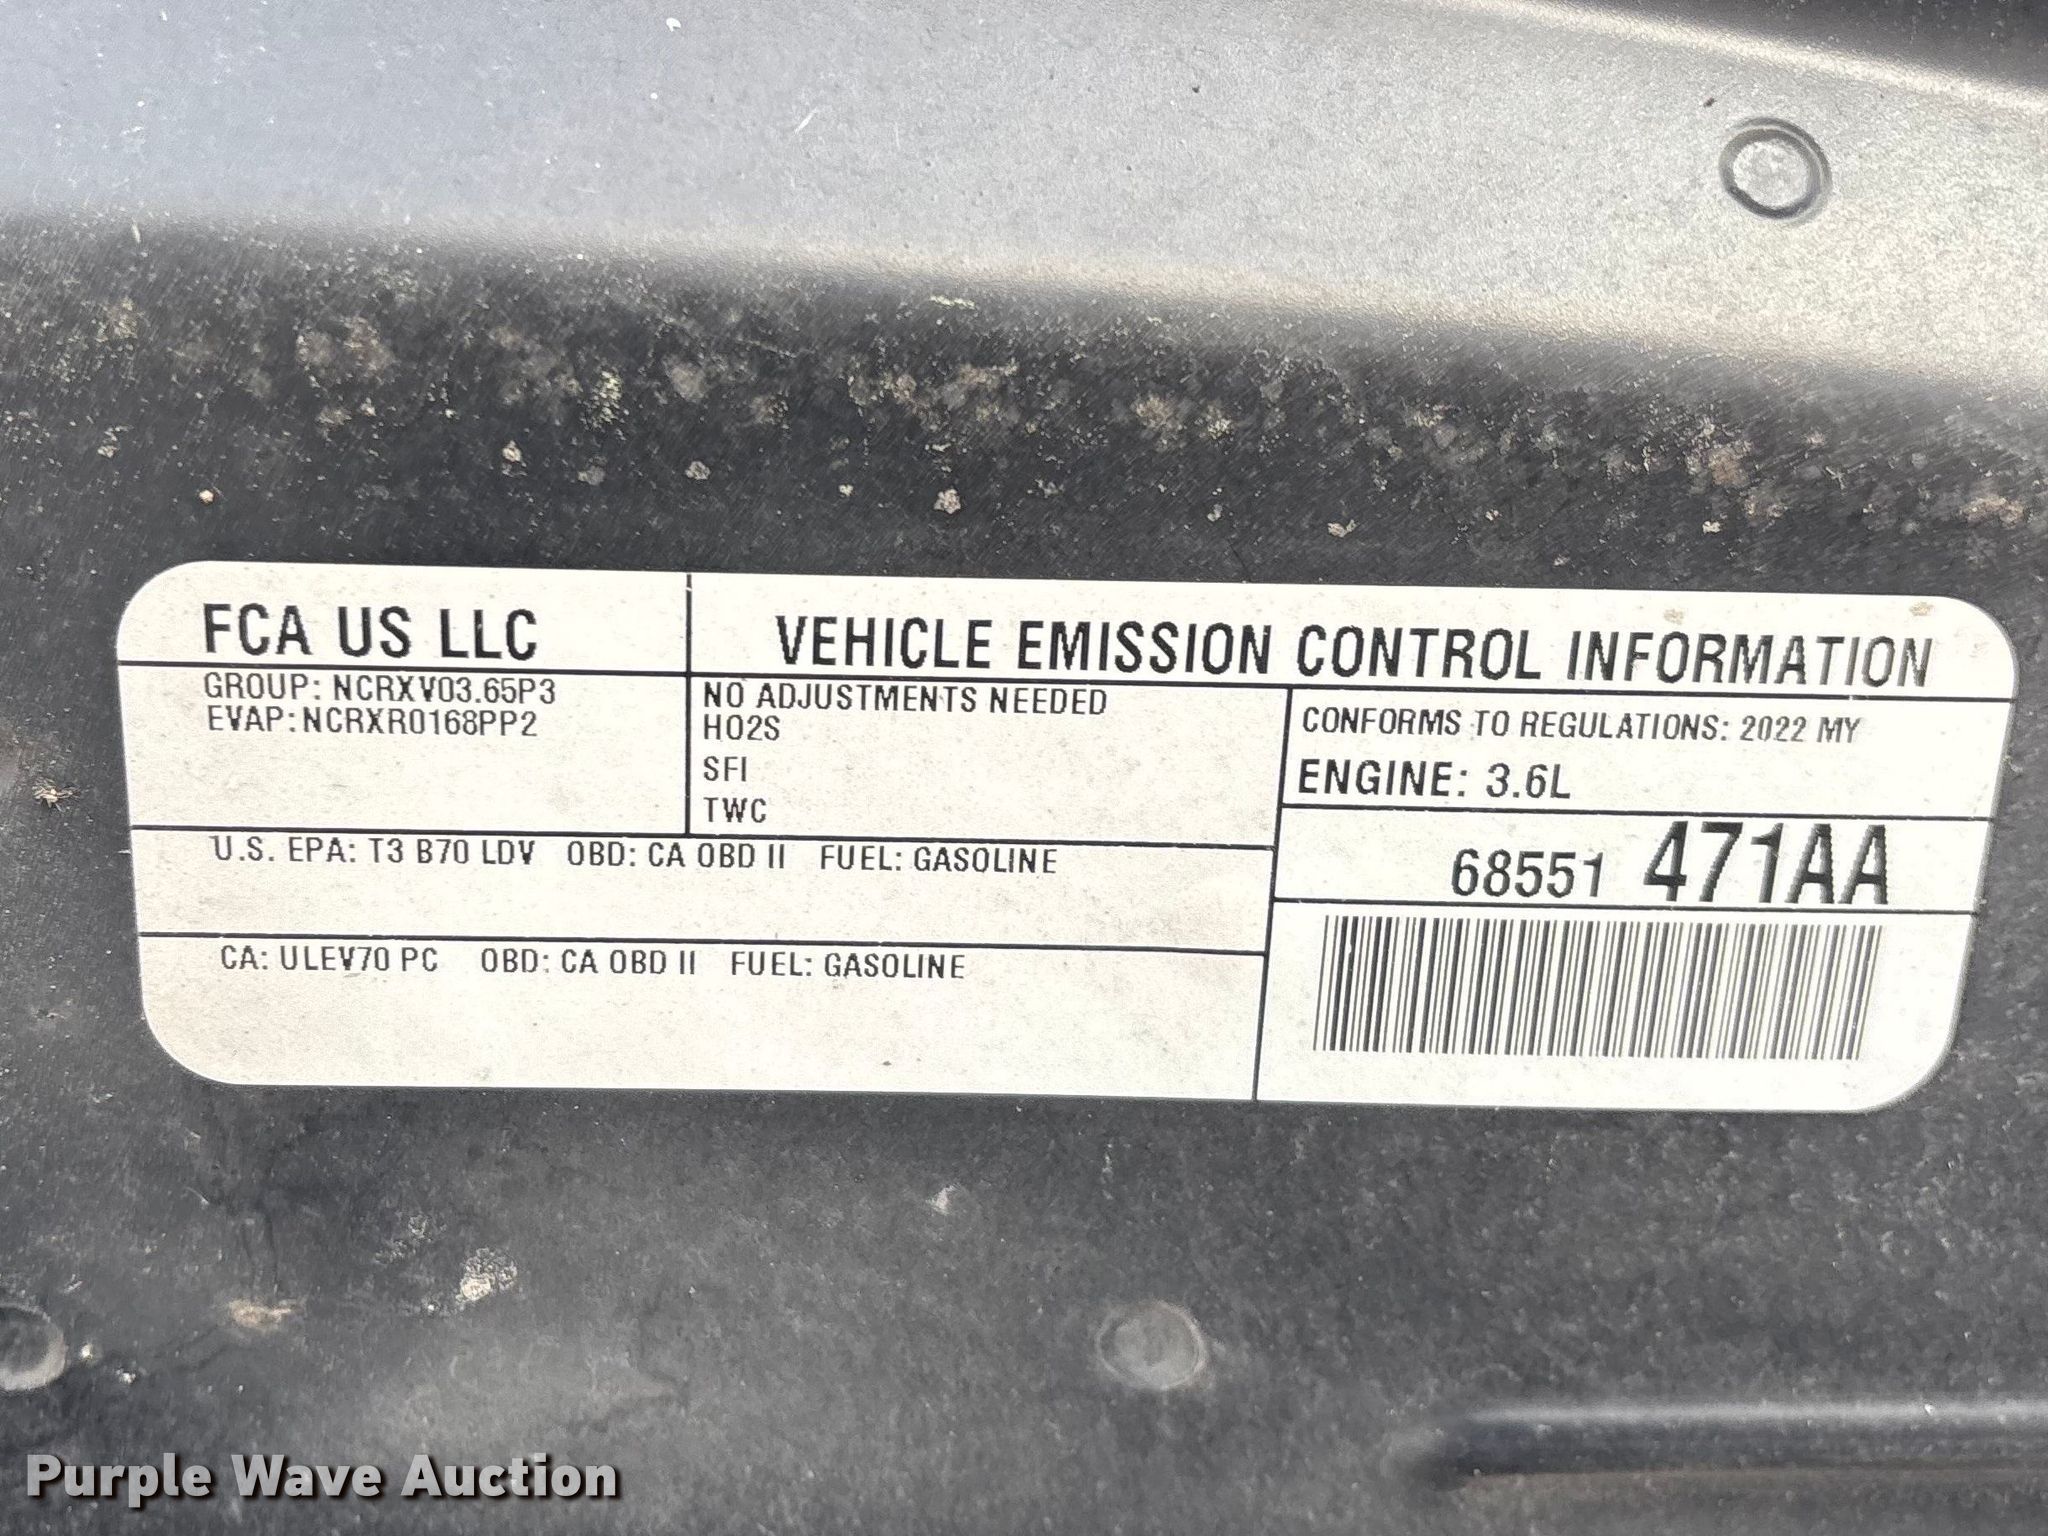 FCA US LLC
VEHICLE EMISSION CONTROL INFORMATION
GROUP: NCRXV03.65P3
EVAP: NCRXR0168PP2
NO ADJUSTMENTS NEEDED
HO2S
SFI
TWC
CONFORMS TO REGULATIONS: 2022 MY
ENGINE: 3.6L
68551 471AA
U.S. EPA: T3 B70 LDV OBD: CA OBD II FUEL: GASOLINE
CA: ULEV70 PC OBD: CA OBD II FUEL: GASOLINE
Purple Wave Auction